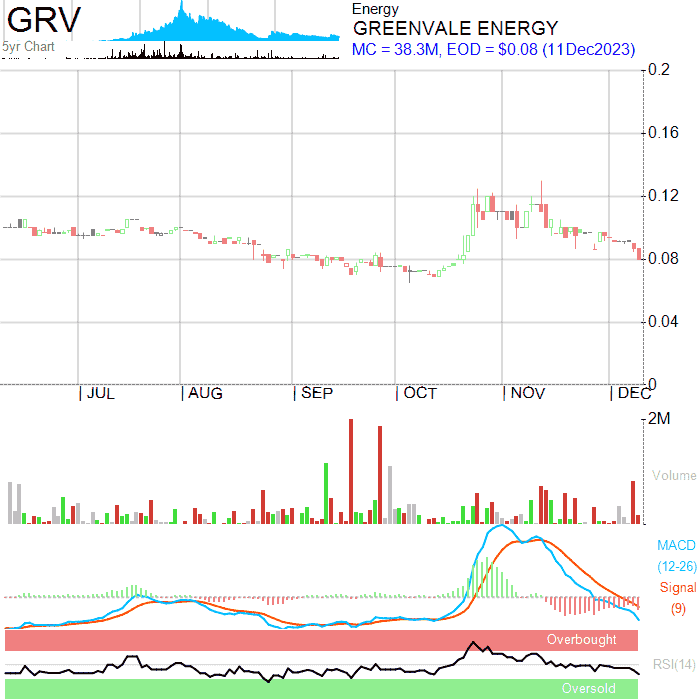 GRV
5yr Chart
Energy
GREENVALE ENERGY
MC = 38.3M, EOD = $0.08 (11Dec2023)
0.2
0.16
0.12
0.08
0.04
0
JUL AUG SEP OCT NOV DEC
2M
Volume
MACD
(12-26)
Signal
(9)
Overbought
RSI(14)
Oversold